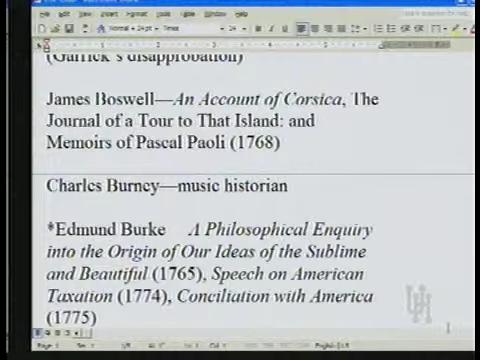 (Garrick's disapprobation)
James Boswell—An Account of Corsica, The
Journal of a Tour to That Island: and
Memoirs of Pascal Paoli (1768)
Charles Burney—music historian
*Edmund Burke A Philosophical Enquiry
into the Origin of Our Ideas of the Sublime
and Beautiful (1765), Speech on American
Taxation (1774), Conciliation with America
(1775)